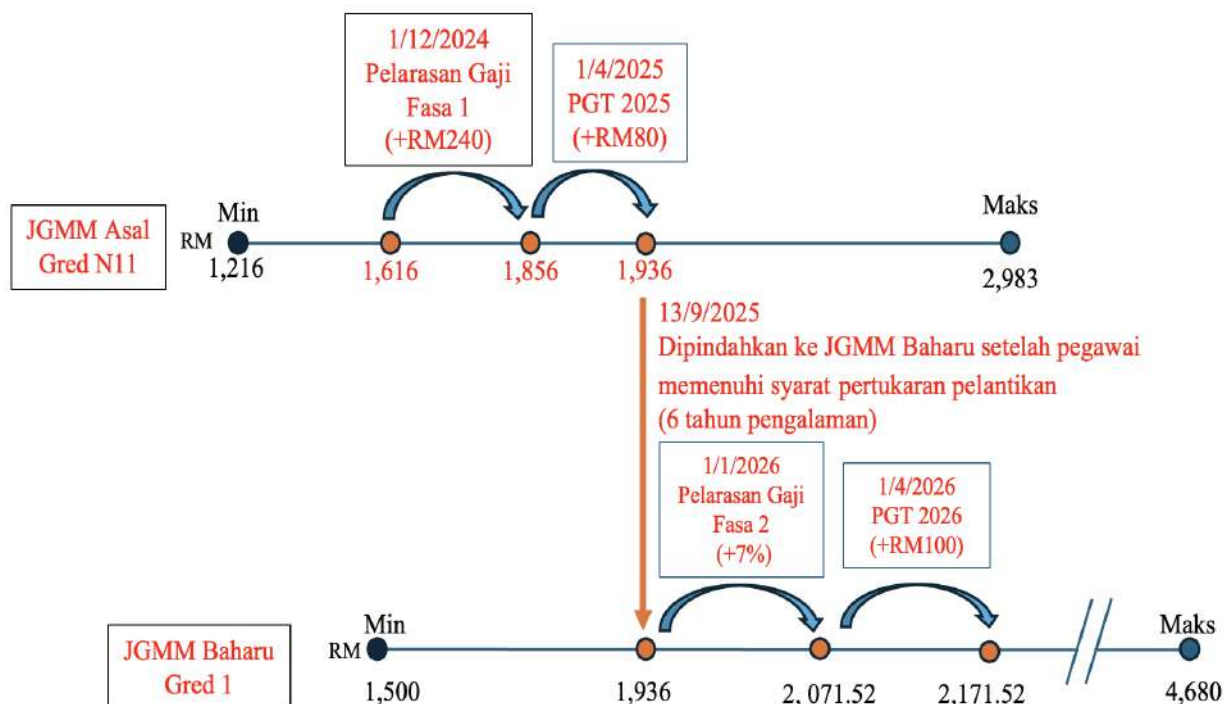 1/12/2024
Pelarasan Gaji
Fasa 1
(+RM240)
1/4/2025
PGT 2025
(+RM80)
JGMM Asal
Gred N11
Min
Maks
RM
1,216
1,616
1,856
1,936
2,983
13/9/2025
Dipindahkan ke JGMM Baharu setelah pegawai
memenuhi syarat pertukaran pelantikan
(6 tahun pengalaman)
1/1/2026
Pelarasan Gaji
Fasa 2
(+7%)
1/4/2026
PGT 2026
(+RM100)
JGMM Baharu
Gred 1
Min
Maks
RM
1,500
1,936
2, 071.52
2,171.52
4,680